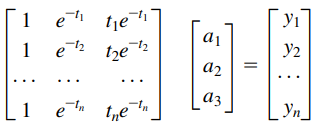 1 e^{-t_1} t_1e^{-t_1} a_1 y_1
1 e^{-t_2} t_2e^{-t_2} a_2 = y_2
... ... ... ...
1 e^{-t_n} t_ne^{-t_n} a_3 y_n